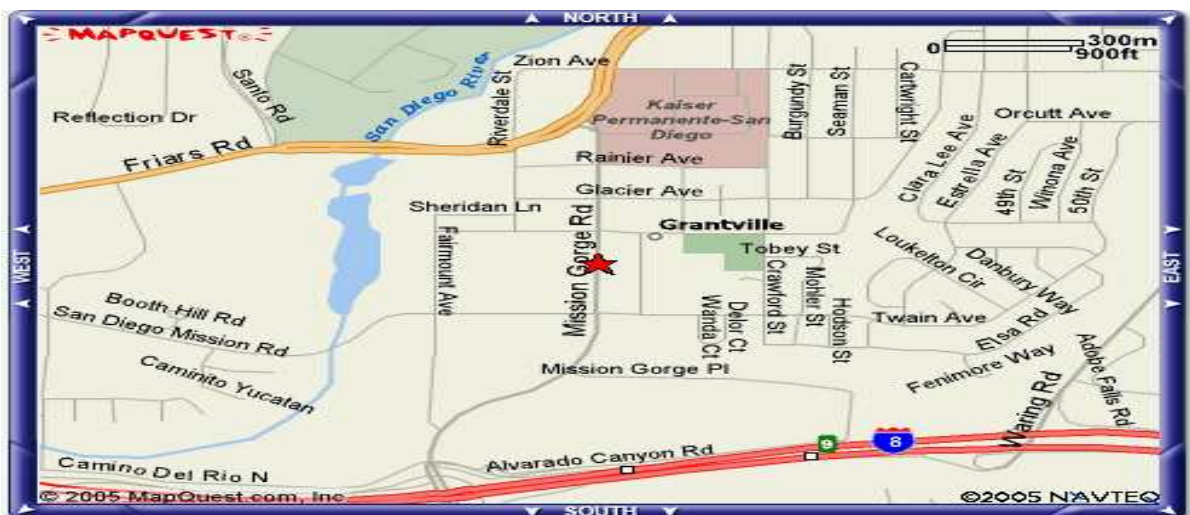 NORTH
MAPQUEST
0 300m
900ft
Zion Ave
Santo Rd
San Diego River
Riverdale St
Kaiser
Permanente-San
Diego
Burgundy St
Seaman St
Cartwright St
Reflection Dr
Orcutt Ave
Friars Rd
Rainier Ave
Clara Lee Ave
Estrella Ave
49th St
Winona Ave
50th St
Glacier Ave
Sheridan Ln
Grantville
Fairmount Ave
Mission Gorge Rd
Tobey St
WEST
EAST
Loukelton Cir
Danbury Way
Crawford St
Mohler St
Hodson St
Booth Hill Rd
San Diego Mission Rd
Wanda Ct
Delor Ct
Twain Ave
Elsa Rd
Caminito Yucatan
Mission Gorge Pl
Fenimore Way
Adobe Falls Rd
Waring Rd
9
8
Alvarado Canyon Rd
Camino Del Rio N
© 2005 MapQuest.com, Inc
©2005 NAVTEQ
SOUTH